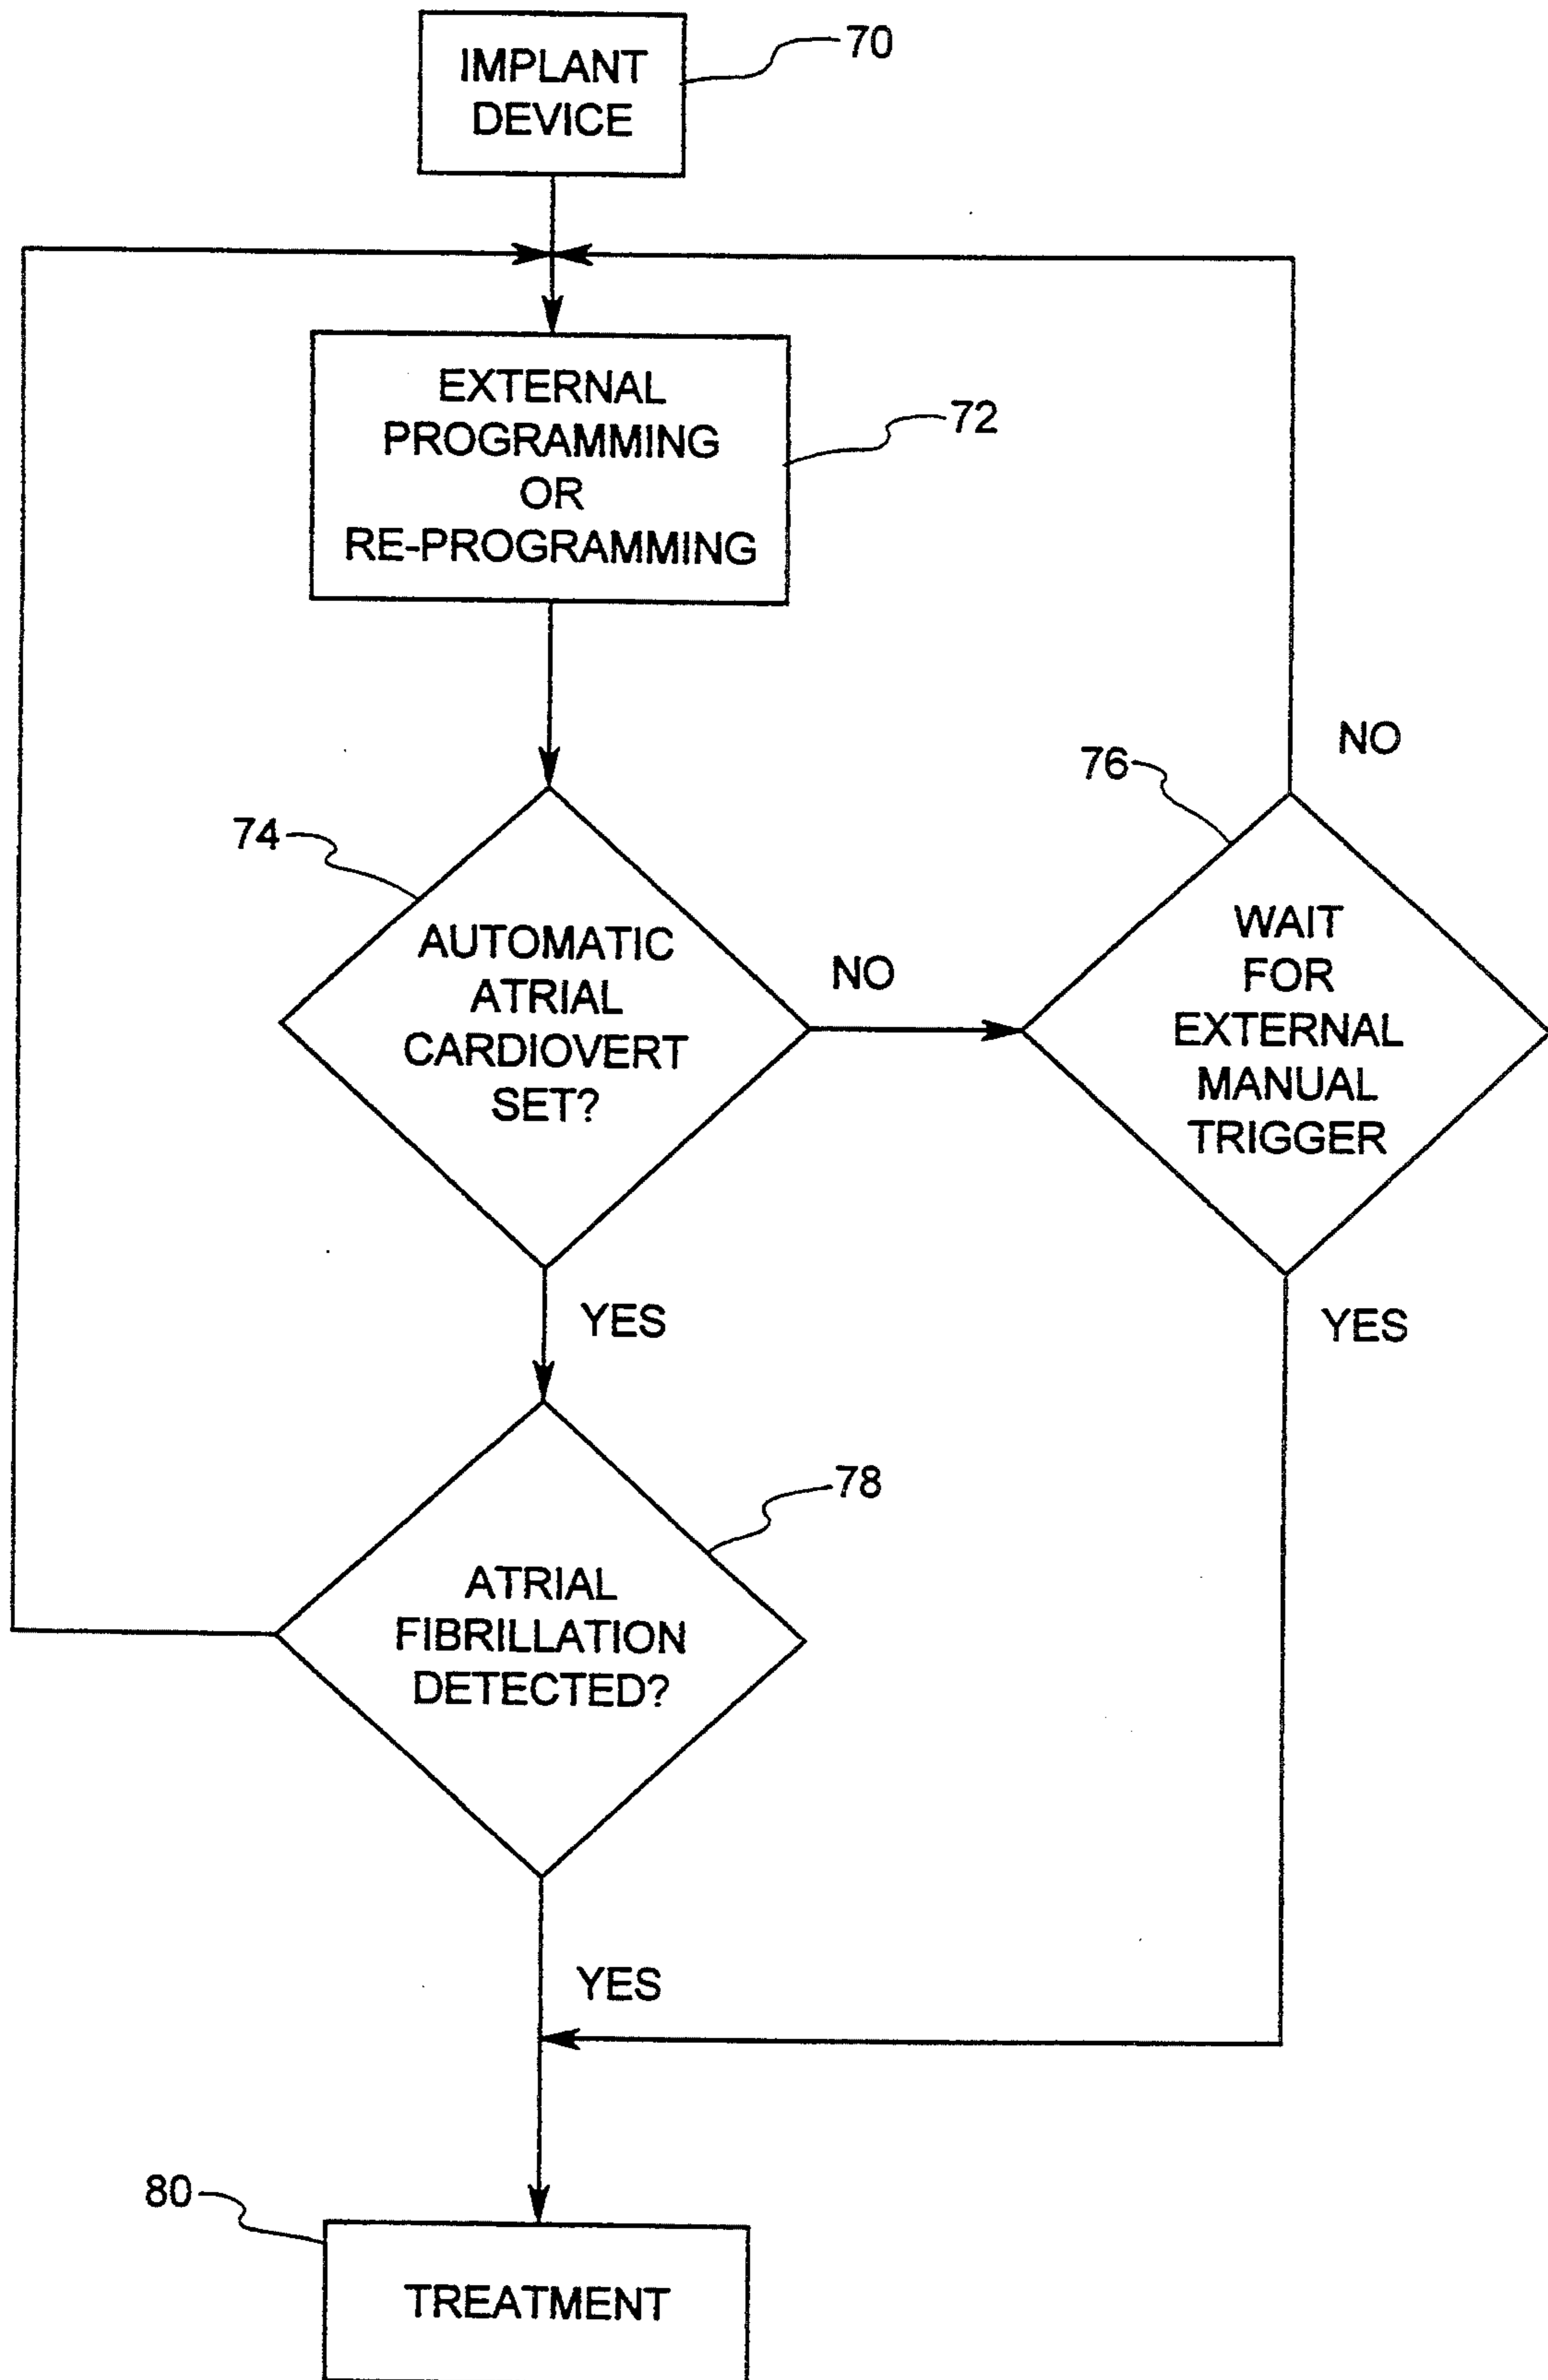 IMPLANT
DEVICE
70
EXTERNAL
PROGRAMMING
OR
RE-PROGRAMMING
72
74
AUTOMATIC
ATRIAL
CARDIOVERT
SET?
NO
76
NO
WAIT
FOR
EXTERNAL
MANUAL
TRIGGER
YES
YES
78
ATRIAL
FIBRILLATION
DETECTED?
YES
80
TREATMENT